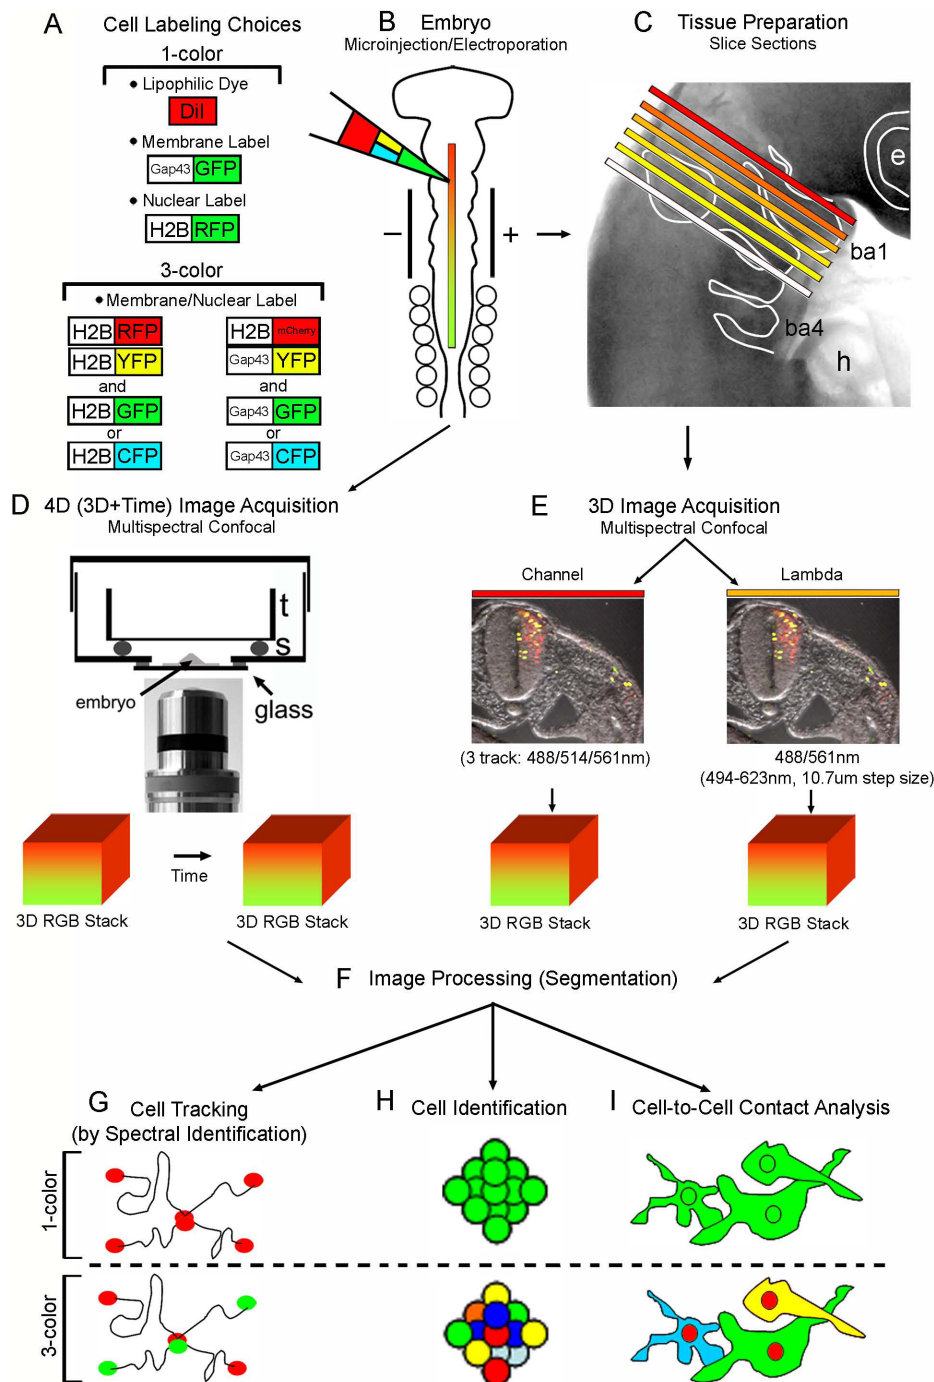 A
Cell Labeling Choices
1-color
• Lipophilic Dye
DiI
• Membrane Label
Gap43 GFP
• Nuclear Label
H2B RFP
3-color
• Membrane/Nuclear Label
H2B RFP
H2B YFP
and
H2B GFP
or
H2B CFP
H2B mCherry
Gap43 YFP
and
Gap43 GFP
or
Gap43 CFP
B
Embryo
Microinjection/Electroporation
–
+
C
Tissue Preparation
Slice Sections
e
ba1
ba4
h
D
4D (3D+Time) Image Acquisition
Multispectral Confocal
t
s
embryo
glass
Time
3D RGB Stack
3D RGB Stack
E
3D Image Acquisition
Multispectral Confocal
Channel
Lambda
(3 track: 488/514/561nm)
488/561nm
(494-623nm, 10.7um step size)
3D RGB Stack
3D RGB Stack
F
Image Processing (Segmentation)
G
Cell Tracking
(by Spectral Identification)
H
Cell Identification
I
Cell-to-Cell Contact Analysis
1-color
3-color